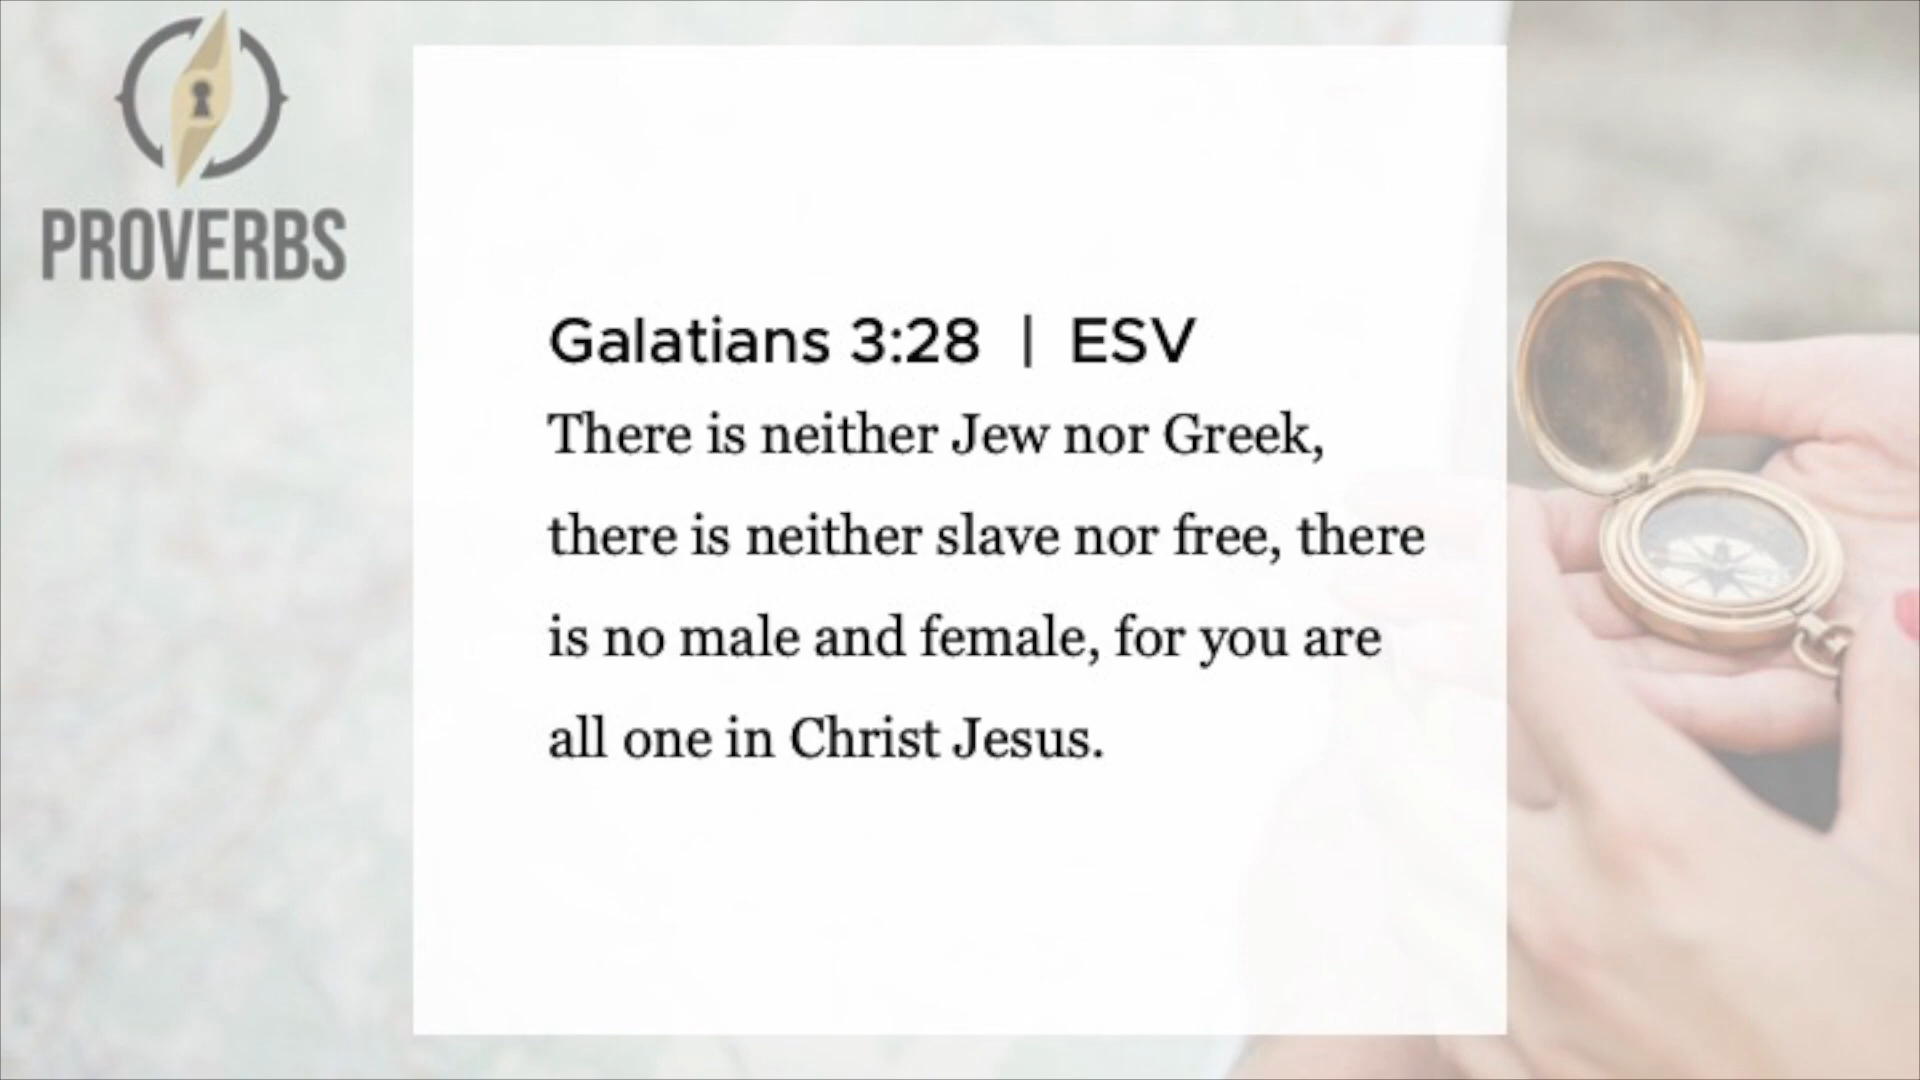 PROVERBS
Galatians 3:28 | ESV
There is neither Jew nor Greek,
there is neither slave nor free, there
is no male and female, for you are
all one in Christ Jesus.